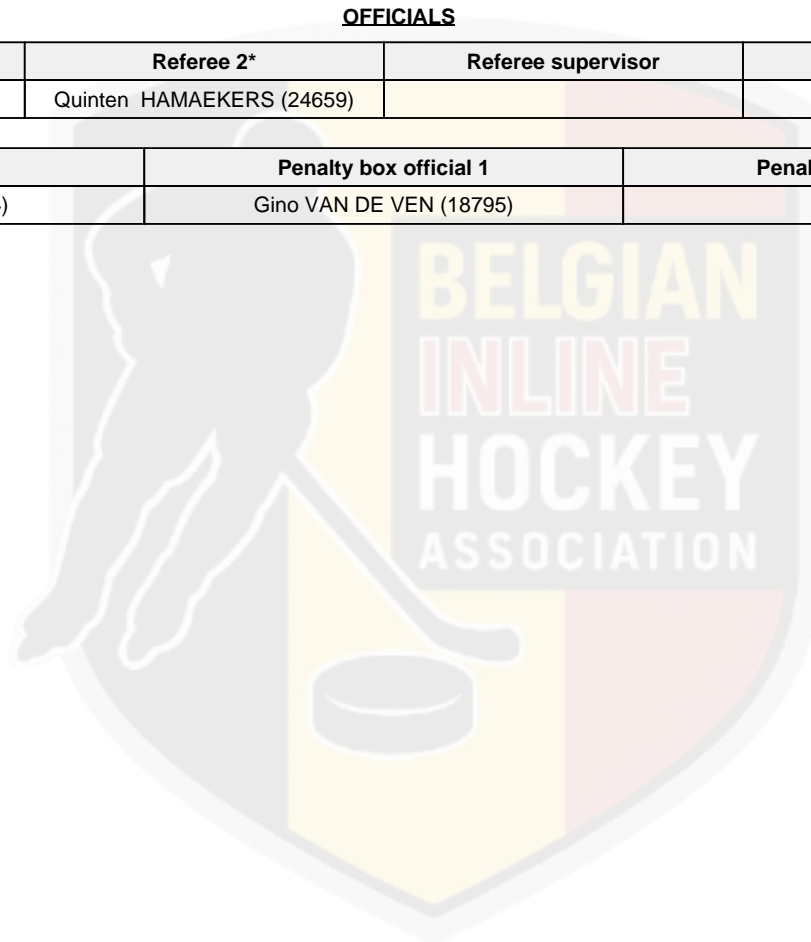 OFFICIALS
Referee 2* Referee supervisor
Quinten HAMAEKERS (24659)
Penalty box official 1 Penal
) Gino VAN DE VEN (18795)
BELGIAN
INLINE
HOCKEY
ASSOCIATION